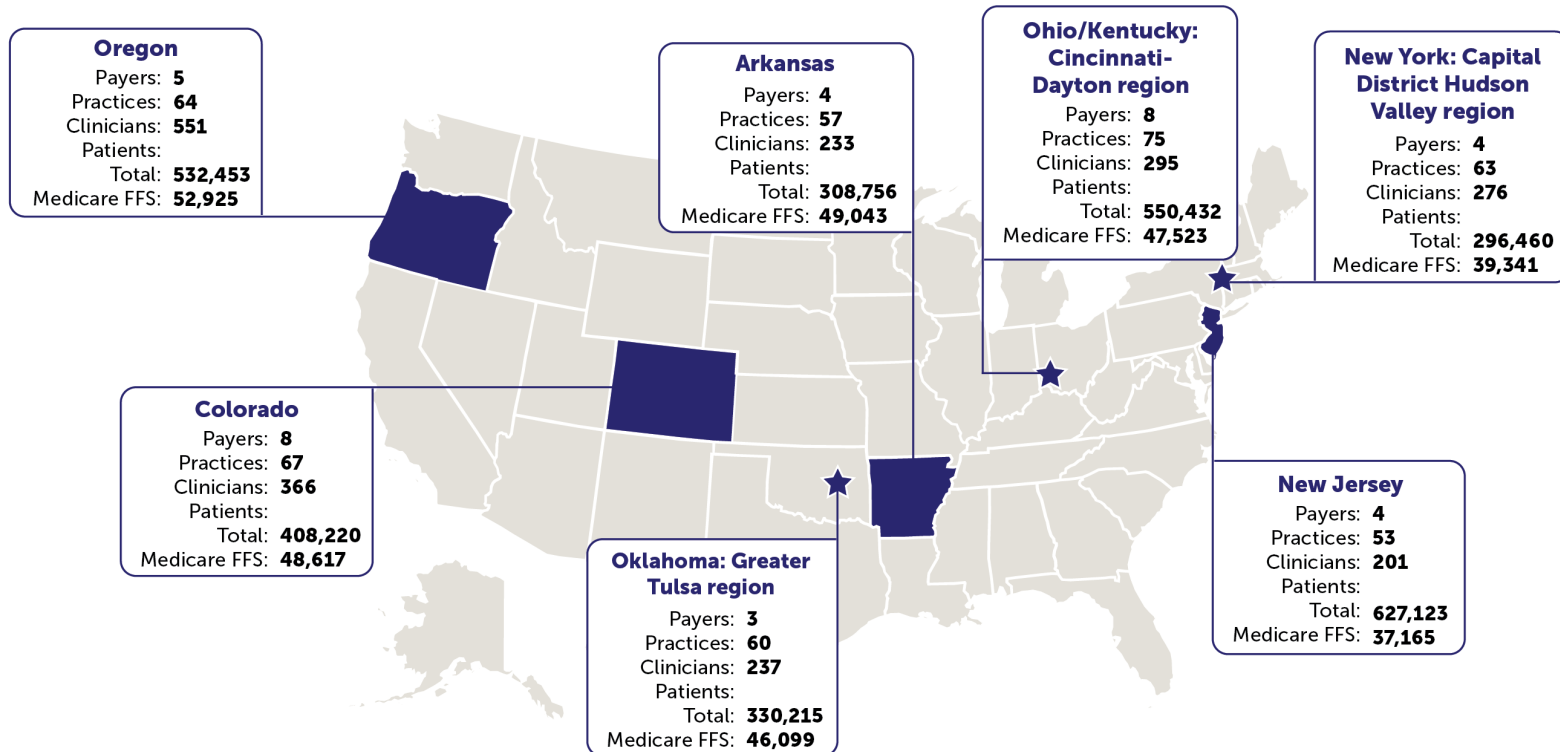 Oregon
Payers: 5
Practices: 64
Clinicians: 551
Patients:
Total: 532,453
Medicare FFS: 52,925
Arkansas
Payers: 4
Practices: 57
Clinicians: 233
Patients:
Total: 308,756
Medicare FFS: 49,043
Ohio/Kentucky:
Cincinnati-
Dayton region
Payers: 8
Practices: 75
Clinicians: 295
Patients:
Total: 550,432
Medicare FFS: 47,523
New York: Capital
District Hudson
Valley region
Payers: 4
Practices: 63
Clinicians: 276
Patients:
Total: 296,460
Medicare FFS: 39,341
Colorado
Payers: 8
Practices: 67
Clinicians: 366
Patients:
Total: 408,220
Medicare FFS: 48,617
Oklahoma: Greater
Tulsa region
Payers: 3
Practices: 60
Clinicians: 237
Patients:
Total: 330,215
Medicare FFS: 46,099
New Jersey
Payers: 4
Practices: 53
Clinicians: 201
Patients:
Total: 627,123
Medicare FFS: 37,165